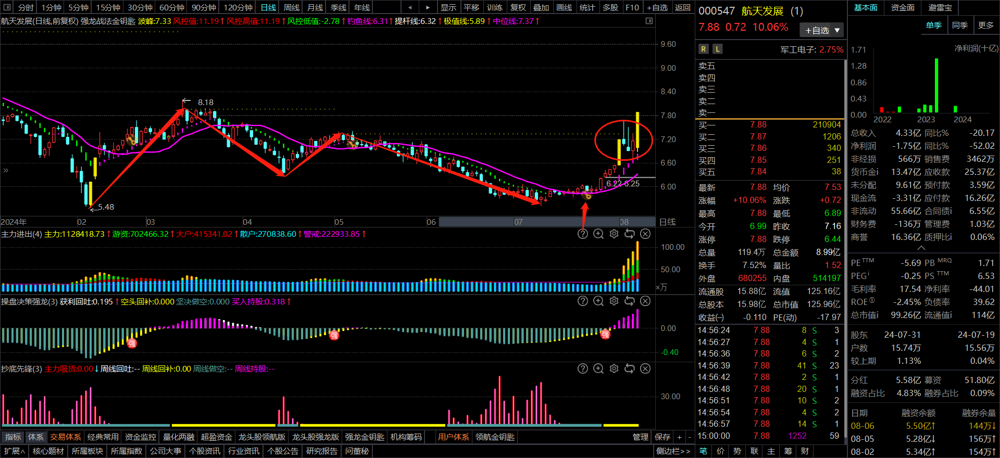 分时 1分钟 5分钟 15分钟 30分钟 60分钟 90分钟 120分钟 日线 周线 月线 季线 年线 显示 平移 训练 复权 叠加 画线 统计 多股 F10 +自选 返回
航天发展(日线,前复权) 强龙战法金钥匙 波峰:7.33 风控值:11.19↑ 风控高值:11.19↑ 风控低值:-2.78↑ 钓鱼线:6.31↑ 提杆线:6.32↑ 极值线:5.89↑ 中位线:7.37↑
9.60
9.00
8.40
7.80
7.20
6.60
6.00
8.18
5.48
6.22-6.25
»
2024年 02 03 04 05 06 07 08 日线
主力进出(4) 主力:1128418.73↑ 游资:702466.32↑ 大户:415341.02↑ 散户:270838.60↑ 警戒:222933.85↑
100.00
50.00
×万
操盘决策强龙(3) 获利回吐:0.195↑ 空头回补:0.000 坚决做空:0.000 买入持股:0.318↑
0.00
-0.40
强 强 强
抄底先锋(3) 主力吸货:0.00↓ 周线回吐:-- 周线回补:0.00 周线做空:-- 周线持股:--
30.00
指标 体系 交易体系 经典常用 资金监控 量化两融 超盈资金 龙头股领航版 龙头股强龙版 强龙金钥匙 机构筹码 用户体系 领航金钥匙 管理 保存 + -
扩展∧ 核心题材 所属板块 所属指数 公司大事 个股资讯 行业资讯 个股公告 研究报告 问董秘 侧边栏>>
000547 航天发展 (1)
7.88 0.72 10.06% +自选 ▼
R L 军工电子: 2.75%
卖五
卖四
卖三
卖二
卖一
买一 7.88 210904
买二 7.87 1206
买三 7.86 340
买四 7.85 251
买五 7.84 38
最新 7.88 均价 7.53
涨幅 +10.06% 涨跌 +0.72
最高 7.88 最低 6.89
今开 6.99 昨收 7.16
涨停 7.88 跌停 6.44
总量 119.4万 总金额 8.99亿
换手 7.52% 量比 1.52
外盘 680255 内盘 514197
流通股 15.88亿 流值 125.16亿
总股本 15.98亿 总市值 125.96亿
收益(一) -0.110 PE(动) -17.97
14:56:24 7.88 8 S 3
14:56:27 7.88 4 S 1
14:56:36 7.88 6 S 2
14:56:39 7.88 41 S 23
14:56:42 7.88 2 S 1
14:56:48 7.88 20 S 1
14:56:51 7.88 10 S 2
14:56:54 7.88 4 S 2
14:56:57 7.88 14 S 1
15:00:00 7.88 1252 59
笔 价 势 联 主 筹 财
基本面 资金面 避雷宝
单季 同季 更多
净利润(十亿)
1.71
1.28
0.86
0.43
0.00
2022 2023 2024
总收入 4.33亿 同比% -20.17
净利润 -1.75亿 同比% -52.02
非经损 566万 销售费 3462万
货币金i 13.47亿 应收款 25.37亿
未分配 9.61亿 预付款 3.59亿
现金流 -3.31亿 应付款 16.26亿
非流动 55.66亿 合同债i 6.55亿
财务费 -136万 管理费 1.03亿
商誉 16.36亿 质押比i 0.06%
PE TTM -5.69 PB MRQ 1.71
PEG i -0.25 PS TTM 6.53
毛利率 17.54 净利率 -44.01
ROE① -2.45% 负债率 39.62
总市值i 99.26亿 流通值i 114亿
股东 24-07-31 24-07-19
户数 15.74万 15.56万
较上期 1.13% 0.04%
分红 5.58亿 募资 51.80亿
融资占比 4.83% 融券占比 0.09%
日期 融资余额 融券余量
08-06 5.50亿↑ 144万↓
08-05 5.28亿↓ 156万↑
08-02 5.34亿↑ 154万↑